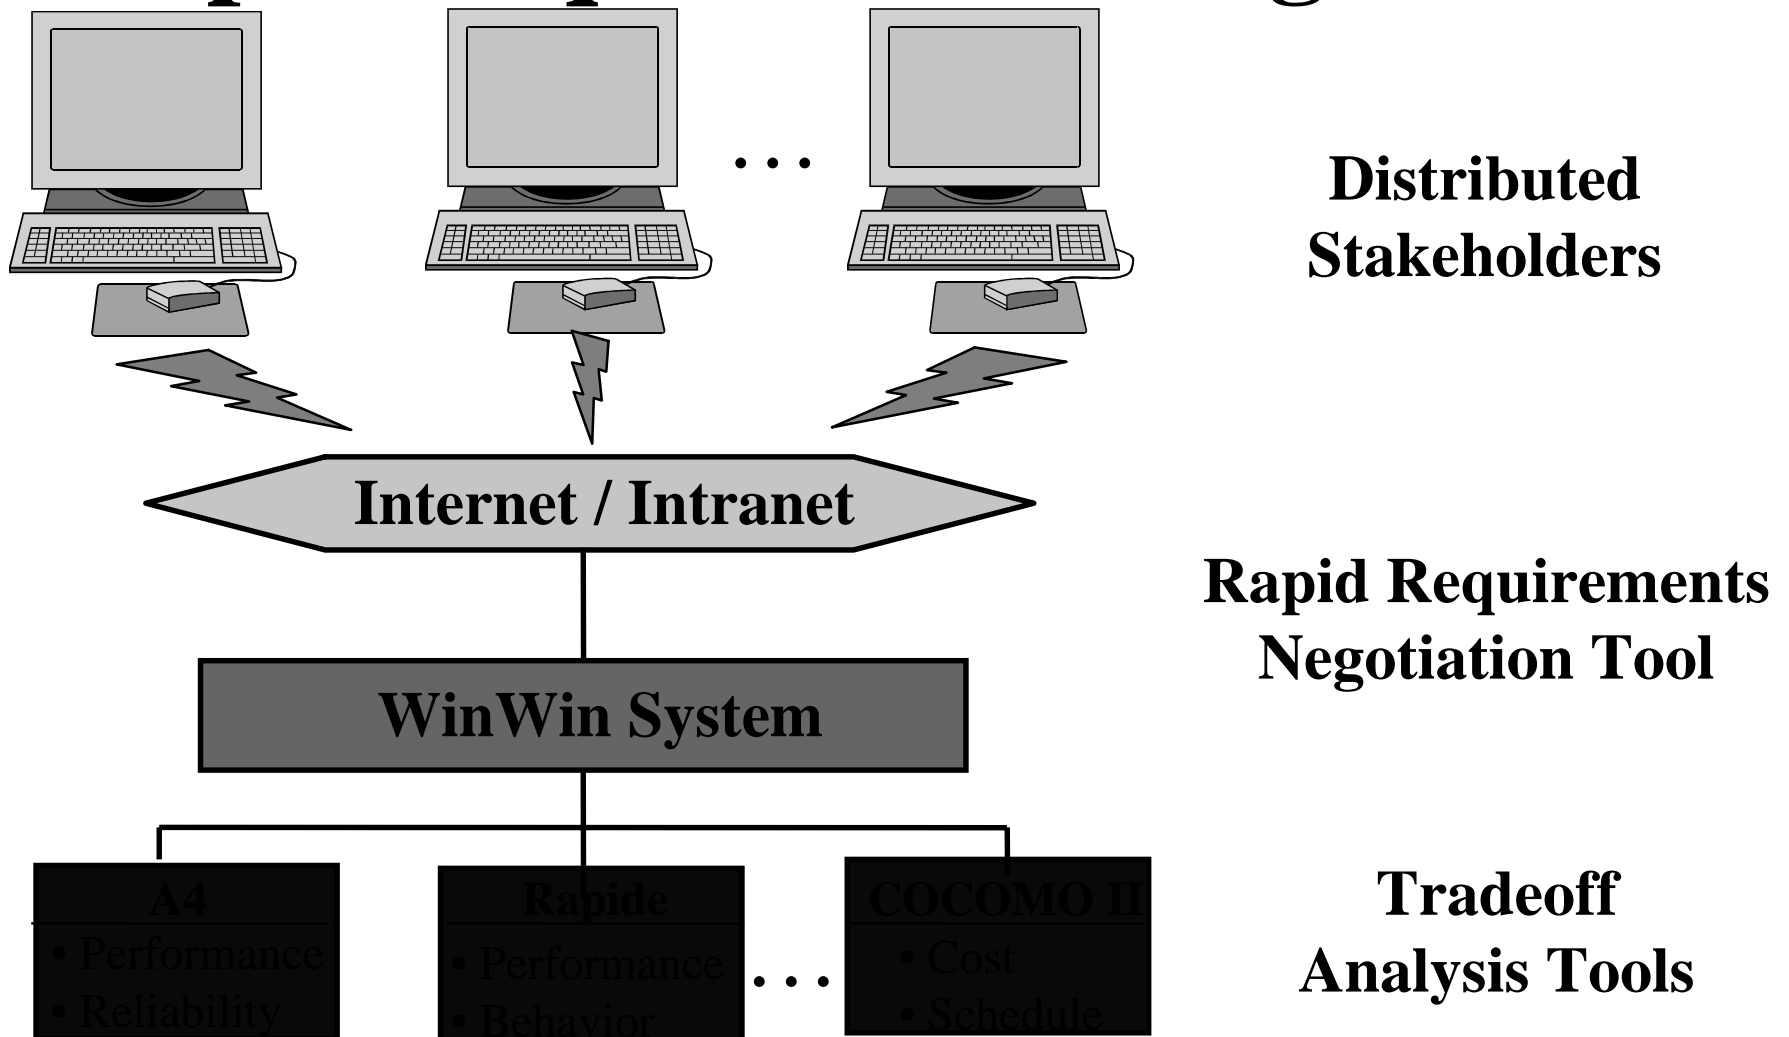 . . .
Distributed
Stakeholders
Internet / Intranet
Rapid Requirements
Negotiation Tool
WinWin System
A4
• Performance
• Reliability
Rapide
• Performance
• Behavior
. . .
COCOMO II
• Cost
• Schedule
Tradeoff
Analysis Tools